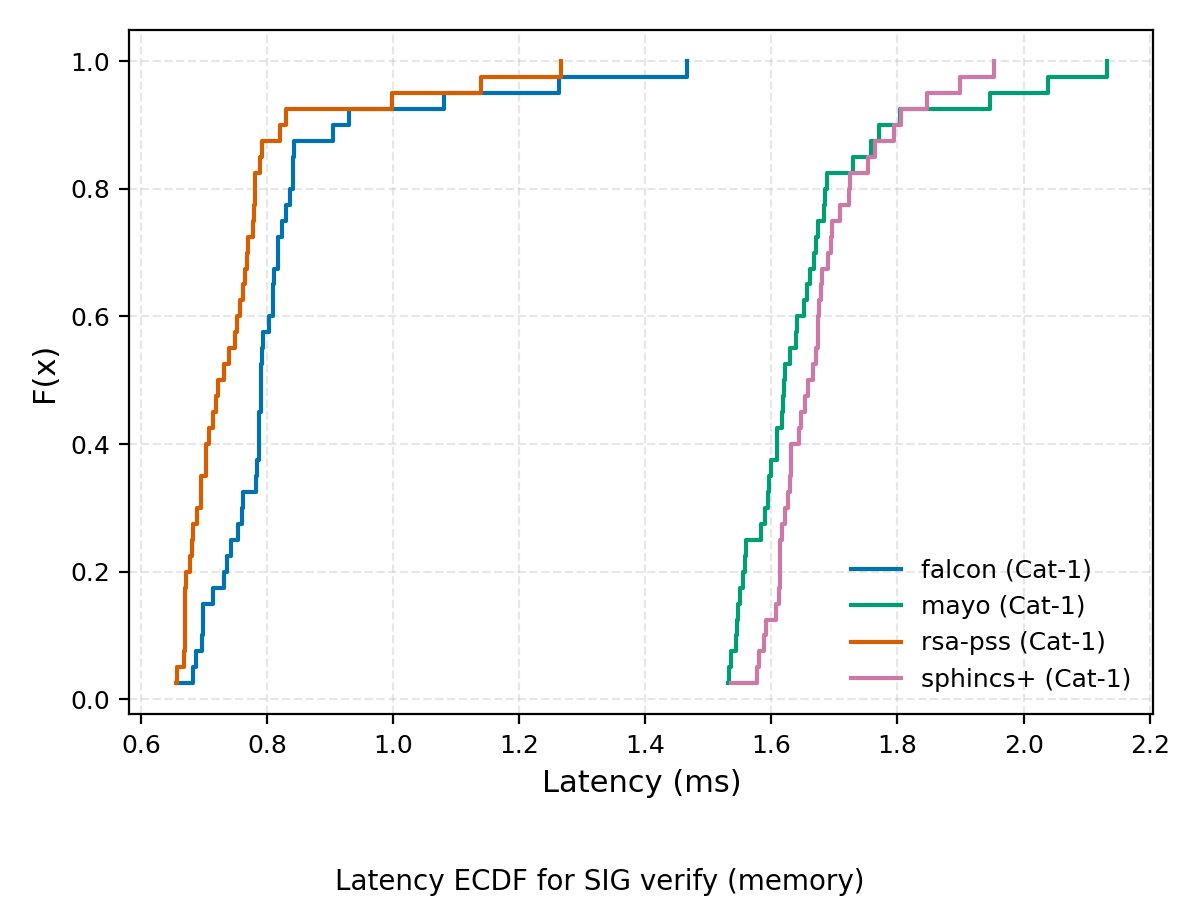 1.0
0.8
0.6
0.4
0.2
0.0
F(x)
falcon (Cat-1)
mayo (Cat-1)
rsa-pss (Cat-1)
sphincs+ (Cat-1)
0.6 0.8 1.0 1.2 1.4 1.6 1.8 2.0 2.2
Latency (ms)
Latency ECDF for SIG verify (memory)